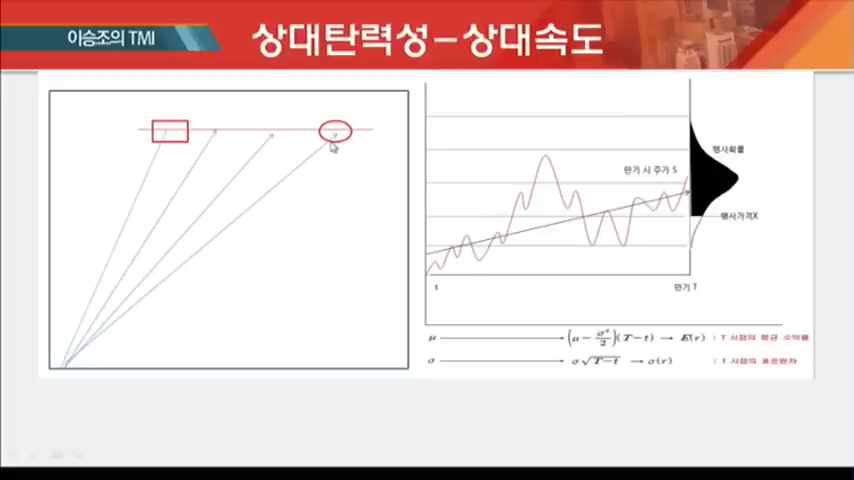 이승조의 TMI
상대탄력성-상대속도
행사확률
만기 시 주가 S
행사가격X
t
만기 T
μ (μ - σ²/2)(T-t) → E(r) : T 시점의 평균 수익률
σ σ√T-t → σ(r) : T 시점의 표준편차